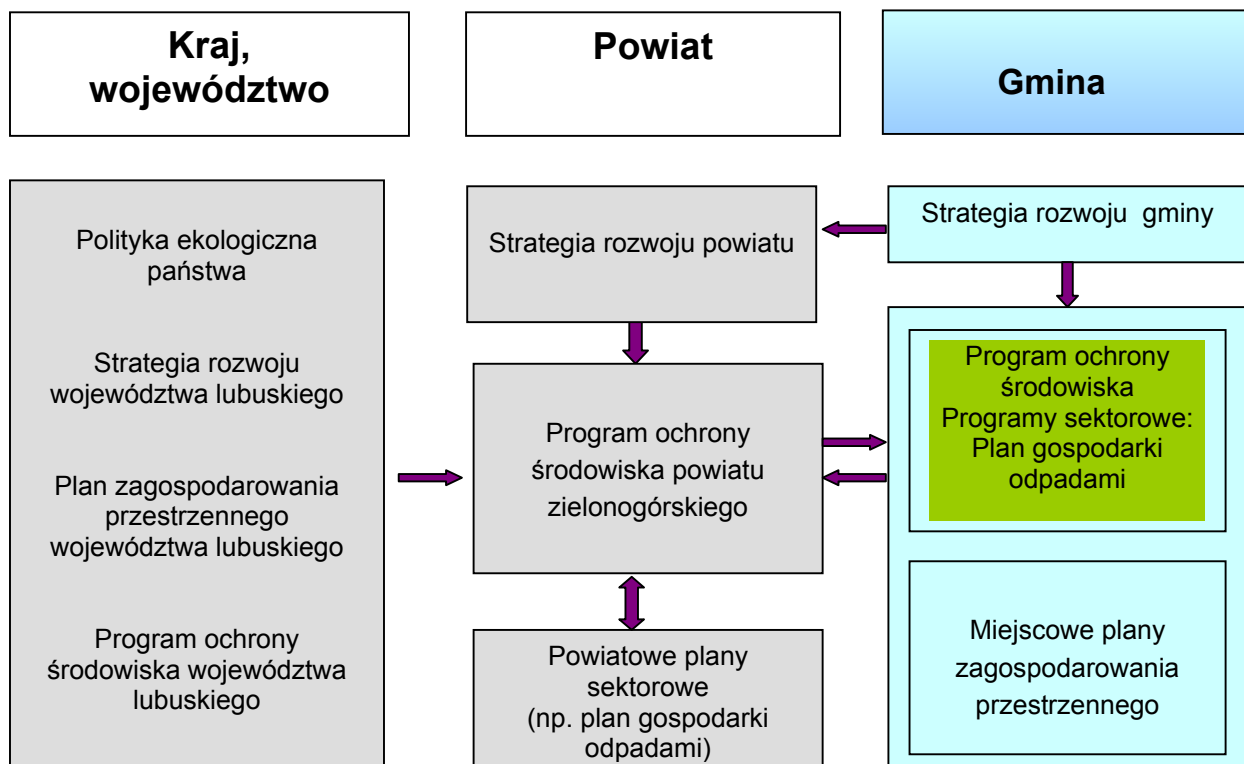 Kraj,
województwo
Powiat
Gmina
Polityka ekologiczna
państwa
Strategia rozwoju
województwa lubuskiego
Plan zagospodarowania
przestrzennego
województwa lubuskiego
Program ochrony
środowiska województwa
lubuskiego
Strategia rozwoju powiatu
Program ochrony
środowiska powiatu
zielonogórskiego
Powiatowe plany
sektorowe
(np. plan gospodarki
odpadami)
Strategia rozwoju gminy
Program ochrony
środowiska
Programy sektorowe:
Plan gospodarki
odpadami
Miejscowe plany
zagospodarowania
przestrzennego